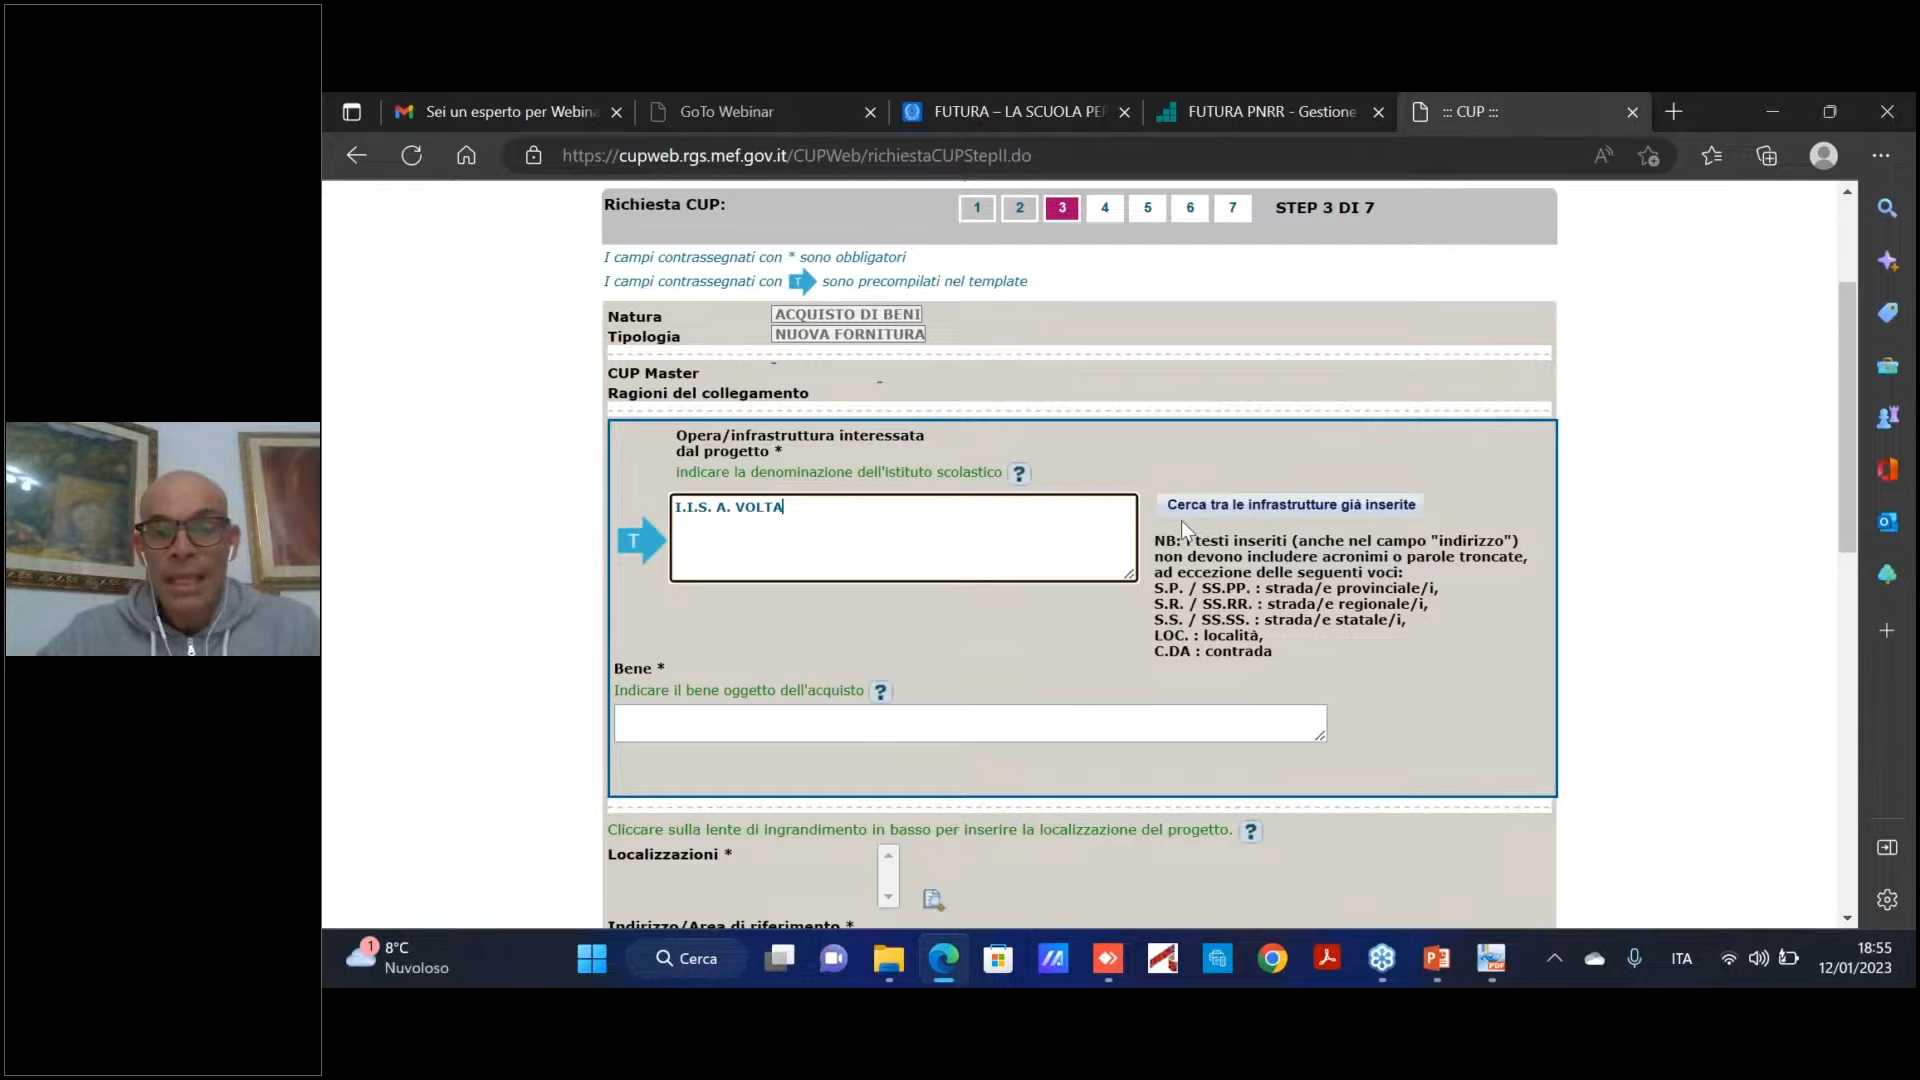 Sei un esperto per Webina
GoTo Webinar
FUTURA – LA SCUOLA PER
FUTURA PNRR - Gestione
::: CUP :::
https://cupweb.rgs.mef.gov.it/CUPWeb/richiestaCUPStepII.do
Richiesta CUP:
1 2 3 4 5 6 7 STEP 3 DI 7
I campi contrassegnati con * sono obbligatori
I campi contrassegnati con T sono precompilati nel template
Natura ACQUISTO DI BENI
Tipologia NUOVA FORNITURA
CUP Master -
Ragioni del collegamento -
Opera/infrastruttura interessata
dal progetto *
indicare la denominazione dell'istituto scolastico ?
T I.I.S. A. VOLTA
Cerca tra le infrastrutture già inserite
NB: I testi inseriti (anche nel campo "indirizzo")
non devono includere acronimi o parole troncate,
ad eccezione delle seguenti voci:
S.P. / SS.PP. : strada/e provinciale/i,
S.R. / SS.RR. : strada/e regionale/i,
S.S. / SS.SS. : strada/e statale/i,
LOC. : località,
C.DA : contrada
Bene *
Indicare il bene oggetto dell'acquisto ?
Cliccare sulla lente di ingrandimento in basso per inserire la localizzazione del progetto. ?
Localizzazioni *
Indirizzo/Area di riferimento *
1 8°C
Nuvoloso
Cerca
ITA
18:55
12/01/2023